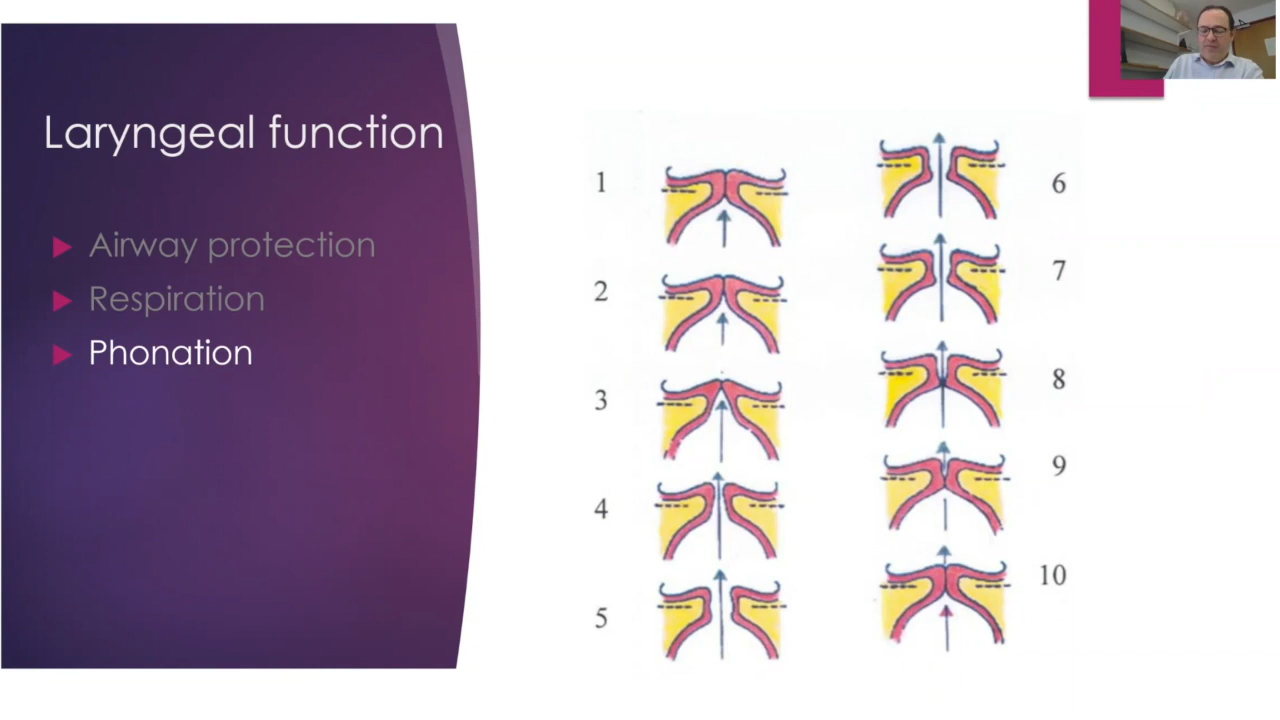 Laryngeal function
Airway protection
Respiration
Phonation
1
2
3
4
5
6
7
8
9
10